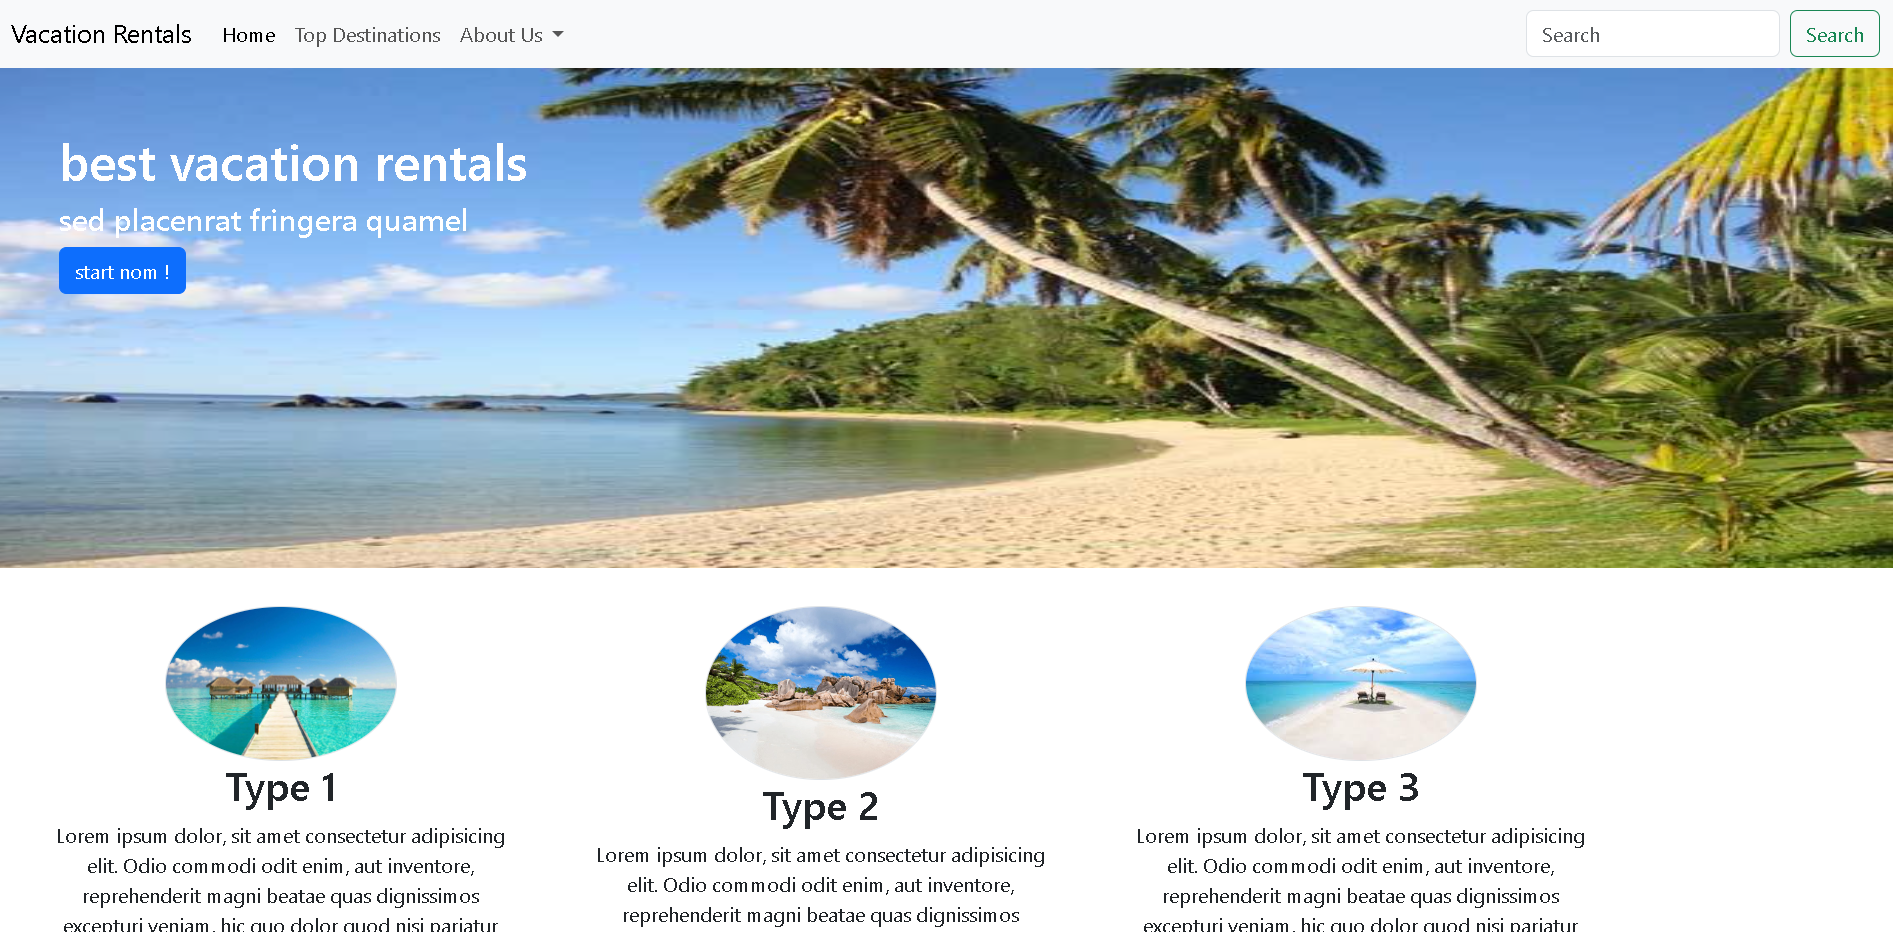 Vacation Rentals Home Top Destinations About Us Search Search
best vacation rentals
sed placenrat fringera quamel
start nom !
Type 1
Lorem ipsum dolor, sit amet consectetur adipisicing
elit. Odio commodi odit enim, aut inventore,
reprehenderit magni beatae quas dignissimos
excepturi veniam, hic quo dolor quod nisi pariatur
Type 2
Lorem ipsum dolor, sit amet consectetur adipisicing
elit. Odio commodi odit enim, aut inventore,
reprehenderit magni beatae quas dignissimos
Type 3
Lorem ipsum dolor, sit amet consectetur adipisicing
elit. Odio commodi odit enim, aut inventore,
reprehenderit magni beatae quas dignissimos
excepturi veniam, hic quo dolor quod nisi pariatur